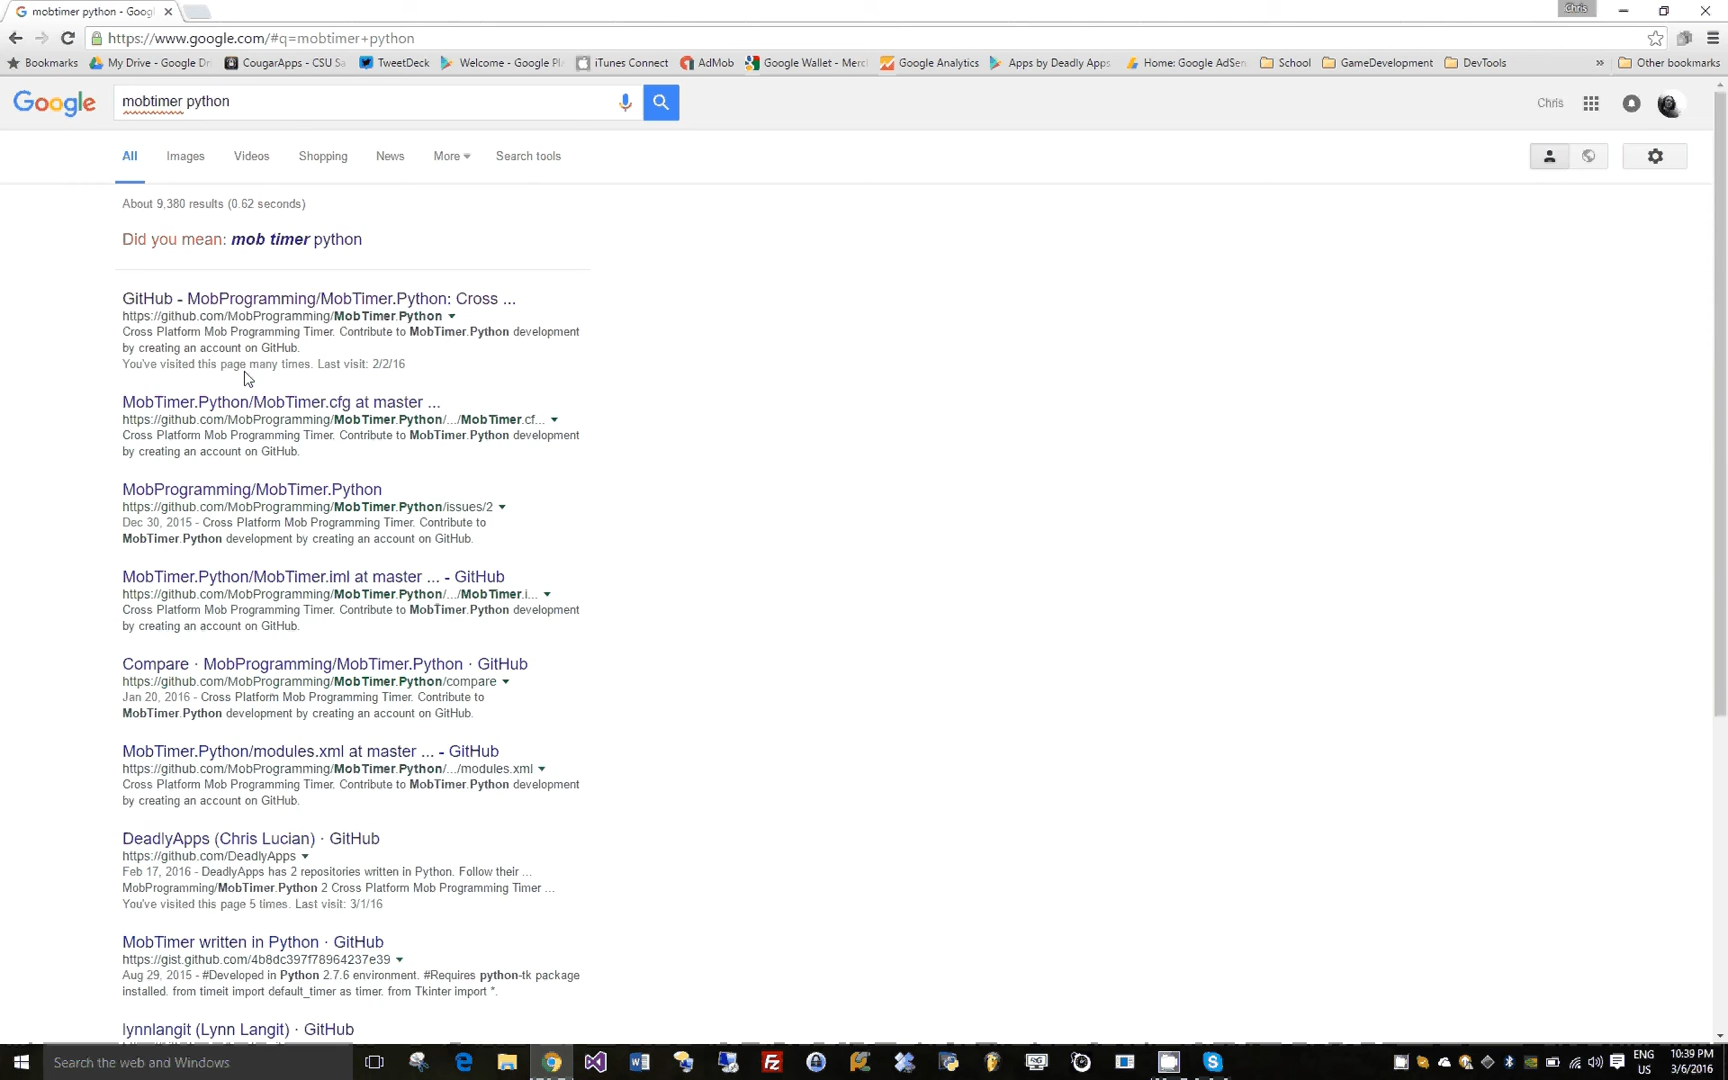 mobtimer python - Goog
Chris
https://www.google.com/#q=mobtimer+python
Bookmarks
My Drive - Google Dr
CougarApps - CSU Sa
TweetDeck
Welcome - Google Pl
iTunes Connect
AdMob
Google Wallet - Merc
Google Analytics
Apps by Deadly Apps
Home: Google AdSen
School
GameDevelopment
DevTools
»
Other bookmarks
Google
mobtimer python
Chris
All
Images
Videos
Shopping
News
More
Search tools
About 9,380 results (0.62 seconds)
Did you mean: mob timer python
GitHub - MobProgramming/MobTimer.Python: Cross ...
https://github.com/MobProgramming/MobTimer.Python
Cross Platform Mob Programming Timer. Contribute to MobTimer.Python development
by creating an account on GitHub.
You've visited this page many times. Last visit: 2/2/16
MobTimer.Python/MobTimer.cfg at master ...
https://github.com/MobProgramming/MobTimer.Python/.../MobTimer.cf...
Cross Platform Mob Programming Timer. Contribute to MobTimer.Python development
by creating an account on GitHub.
MobProgramming/MobTimer.Python
https://github.com/MobProgramming/MobTimer.Python/issues/2
Dec 30, 2015 - Cross Platform Mob Programming Timer. Contribute to
MobTimer.Python development by creating an account on GitHub.
MobTimer.Python/MobTimer.iml at master ... - GitHub
https://github.com/MobProgramming/MobTimer.Python/.../MobTimer.i...
Cross Platform Mob Programming Timer. Contribute to MobTimer.Python development
by creating an account on GitHub.
Compare · MobProgramming/MobTimer.Python · GitHub
https://github.com/MobProgramming/MobTimer.Python/compare
Jan 20, 2016 - Cross Platform Mob Programming Timer. Contribute to
MobTimer.Python development by creating an account on GitHub.
MobTimer.Python/modules.xml at master ... - GitHub
https://github.com/MobProgramming/MobTimer.Python/.../modules.xml
Cross Platform Mob Programming Timer. Contribute to MobTimer.Python development
by creating an account on GitHub.
DeadlyApps (Chris Lucian) · GitHub
https://github.com/DeadlyApps
Feb 17, 2016 - DeadlyApps has 2 repositories written in Python. Follow their ...
MobProgramming/MobTimer.Python 2 Cross Platform Mob Programming Timer ...
You've visited this page 5 times. Last visit: 3/1/16
MobTimer written in Python · GitHub
https://gist.github.com/4b8dc397f78964237e39
Aug 29, 2015 - #Developed in Python 2.7.6 environment. #Requires python-tk package
installed. from timeit import default_timer as timer. from Tkinter import *.
lynnlangit (Lynn Langit) · GitHub
Search the web and Windows
ENG
US
10:39 PM
3/6/2016